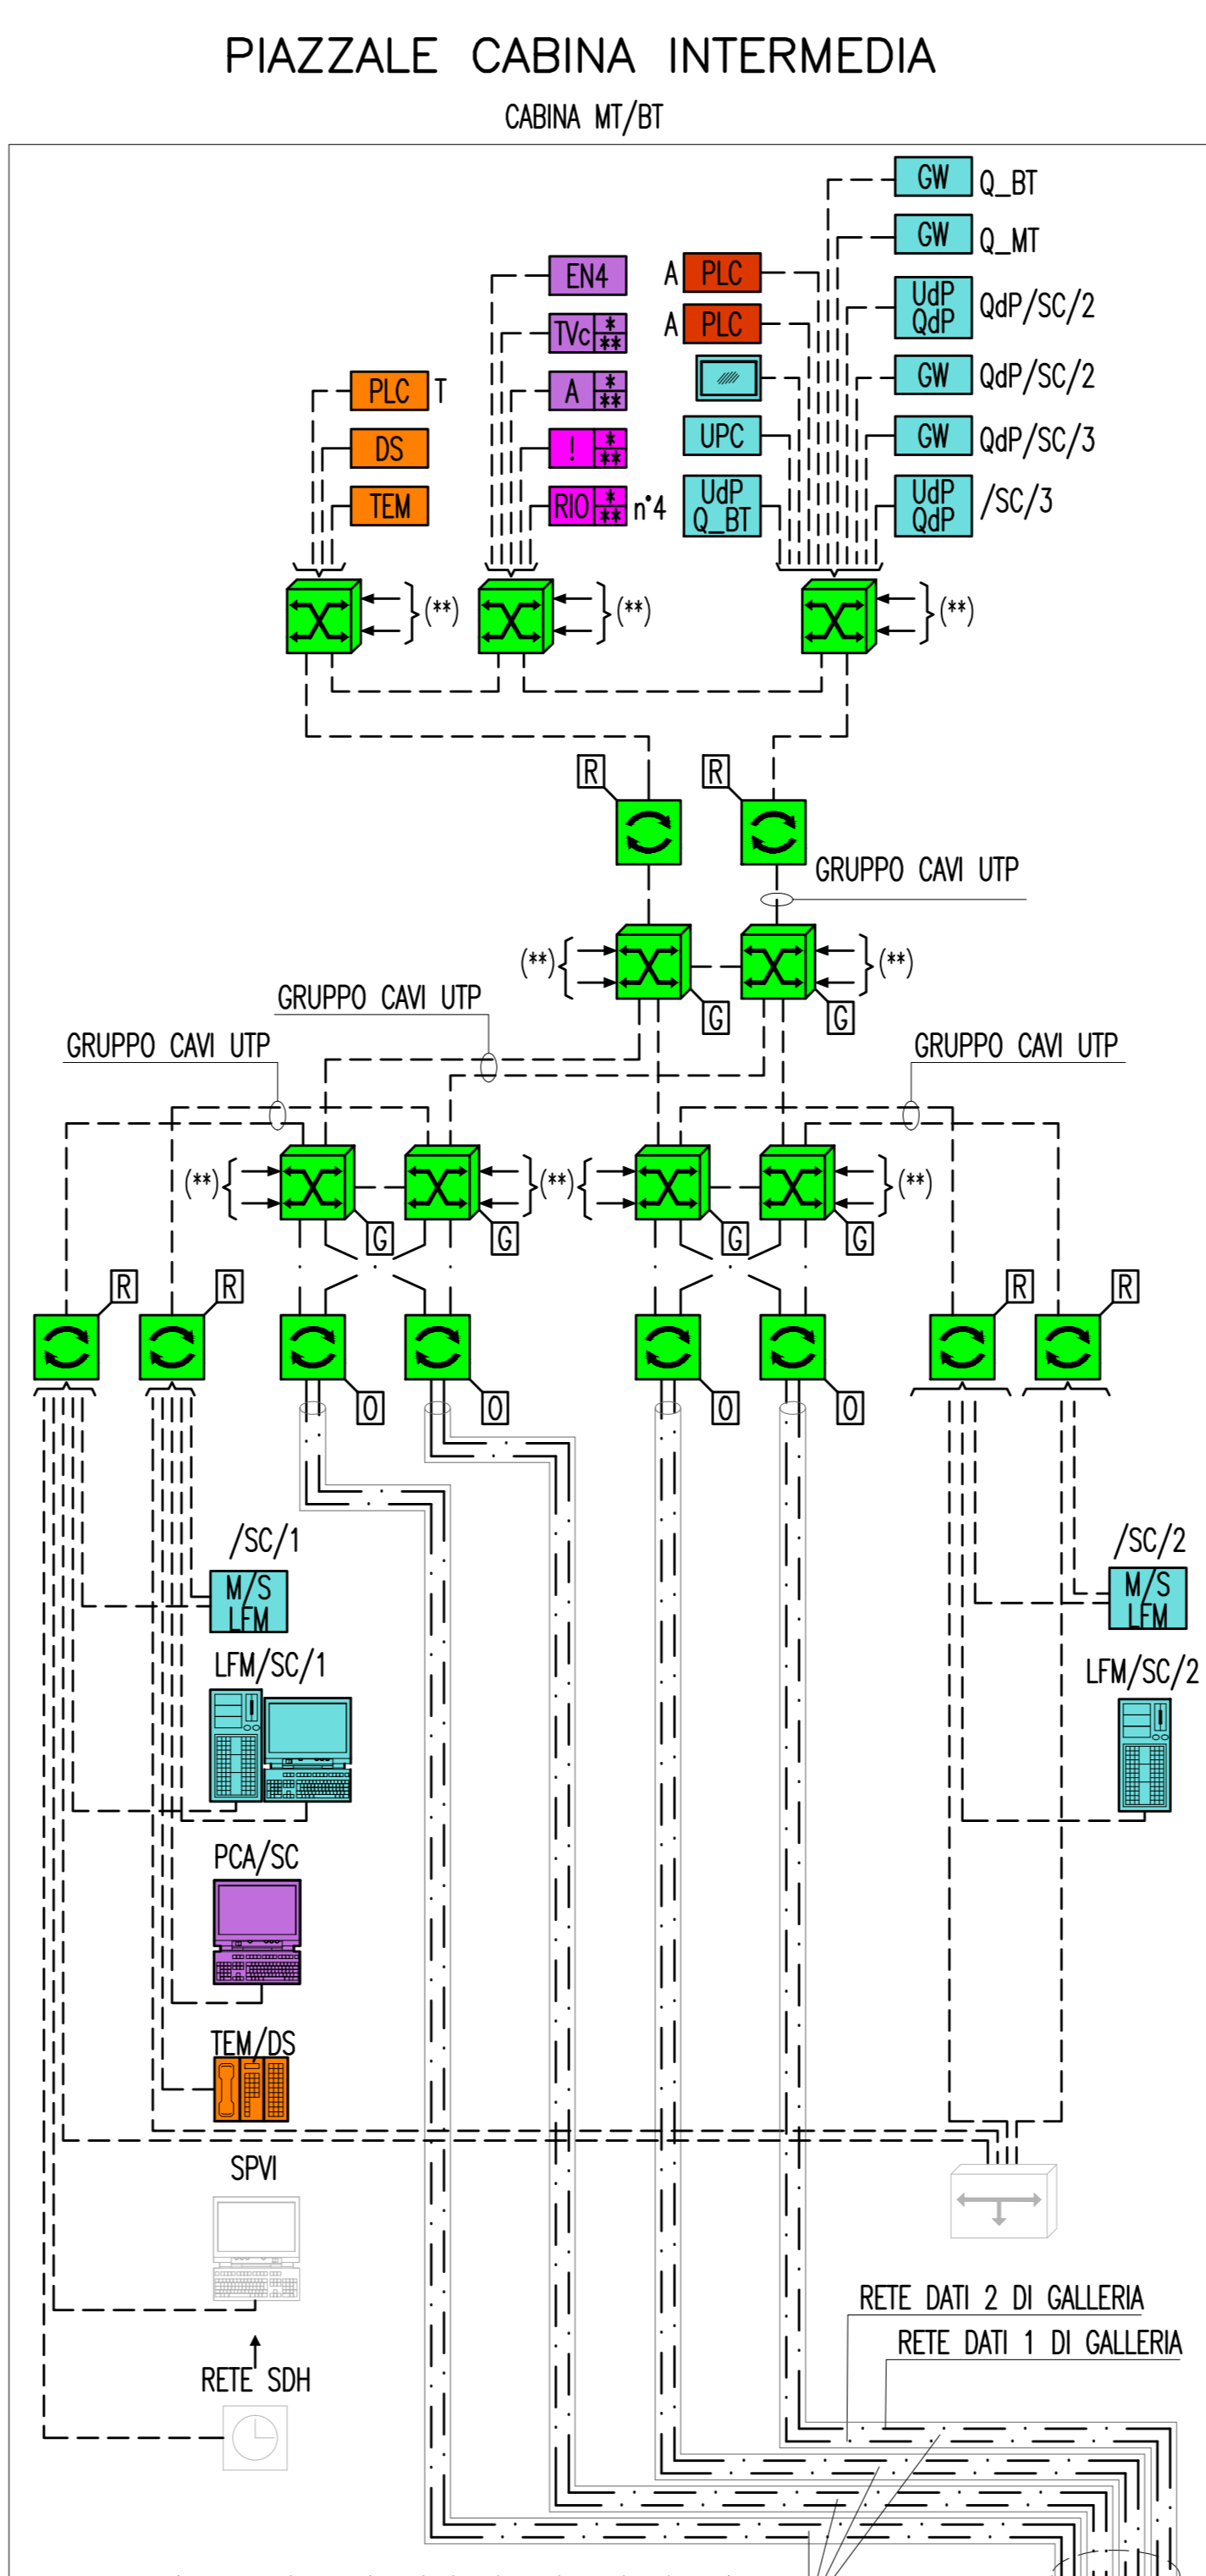 PIAZZALE CABINA INTERMEDIA
CABINA MT/BT
GW Q_BT
GW Q_MT
EN4
A PLC
UdP
QdP
QdP/SC/2
TVc * **
A PLC
PLC T
A * **
GW QdP/SC/2
DS
! * **
UPC
GW QdP/SC/3
TEM
RIO * ** n°4
UdP
Q_BT
UdP
QdP
/SC/3
(**)
(**)
(**)
R
R
GRUPPO CAVI UTP
(**)
(**)
G
G
GRUPPO CAVI UTP
GRUPPO CAVI UTP
GRUPPO CAVI UTP
(**)
(**)
(**)
G
G
G
G
R
R
R
R
O
O
O
O
/SC/1
M/S
LFM
/SC/2
M/S
LFM
LFM/SC/1
LFM/SC/2
PCA/SC
TEM/DS
SPVI
RETE DATI 2 DI GALLERIA
RETE DATI 1 DI GALLERIA
RETE SDH